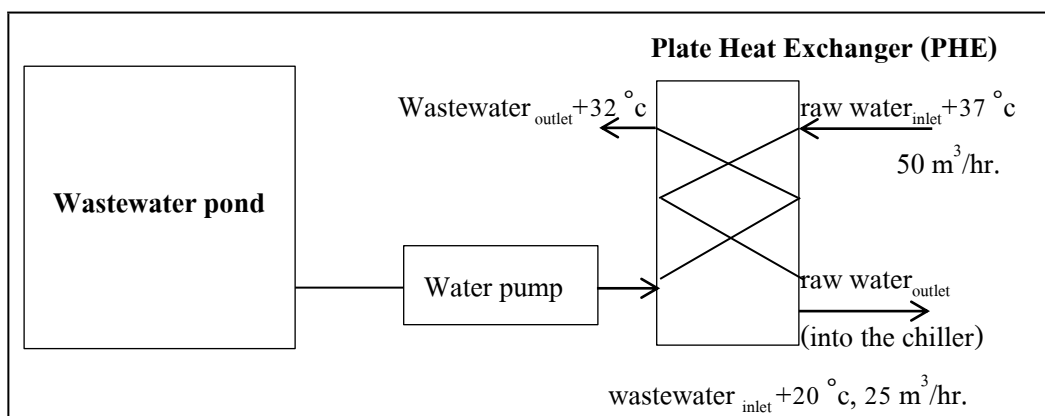 Plate Heat Exchanger (PHE)
Wastewater outlet+32 °c
raw water inlet+37 °c
50 m³/hr.
Wastewater pond
Water pump
raw water outlet
(into the chiller)
wastewater inlet+20 °c, 25 m³/hr.